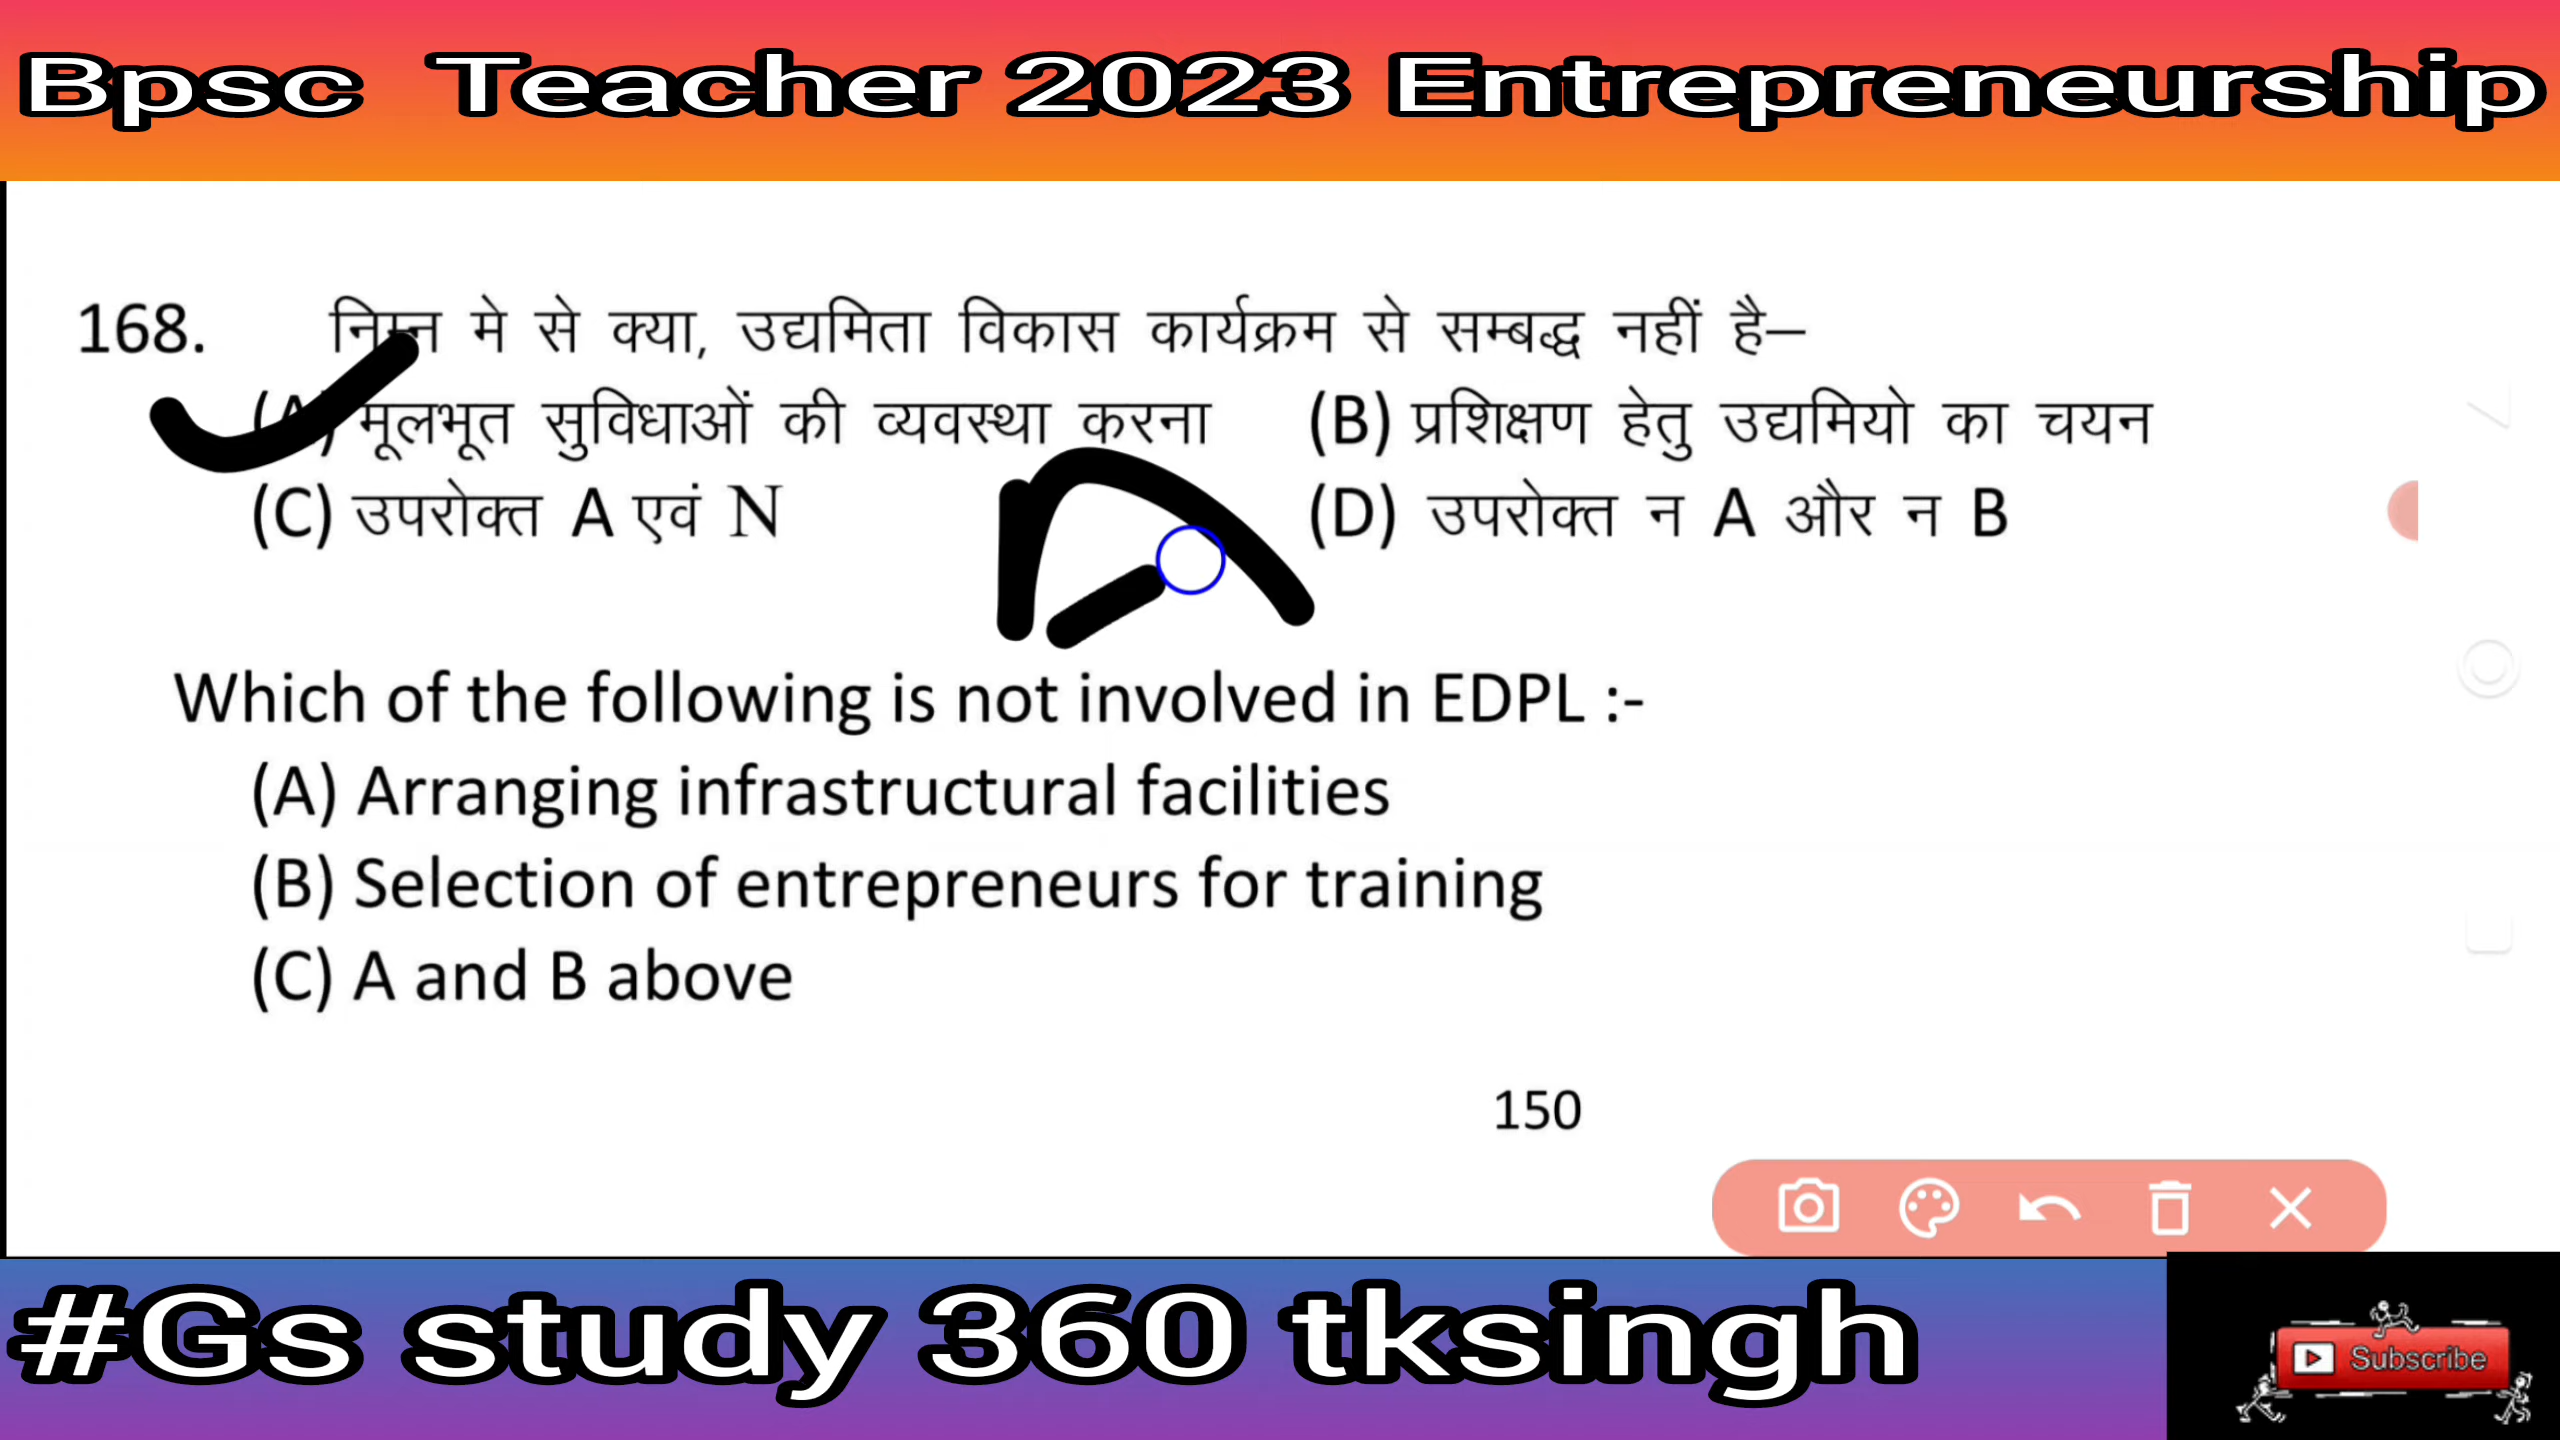 Bpsc Teacher 2023 Entrepreneurship
168. निम्न मे से क्या, उद्यमिता विकास कार्यक्रम से सम्बद्ध नहीं है–
(A) मूलभूत सुविधाओं की व्यवस्था करना (B) प्रशिक्षण हेतु उद्यमियो का चयन
(C) उपरोक्त A एवं N (D) उपरोक्त न A और न B
Which of the following is not involved in EDPL :-
(A) Arranging infrastructural facilities
(B) Selection of entrepreneurs for training
(C) A and B above
150
#Gs study 360 tksingh
Subscribe